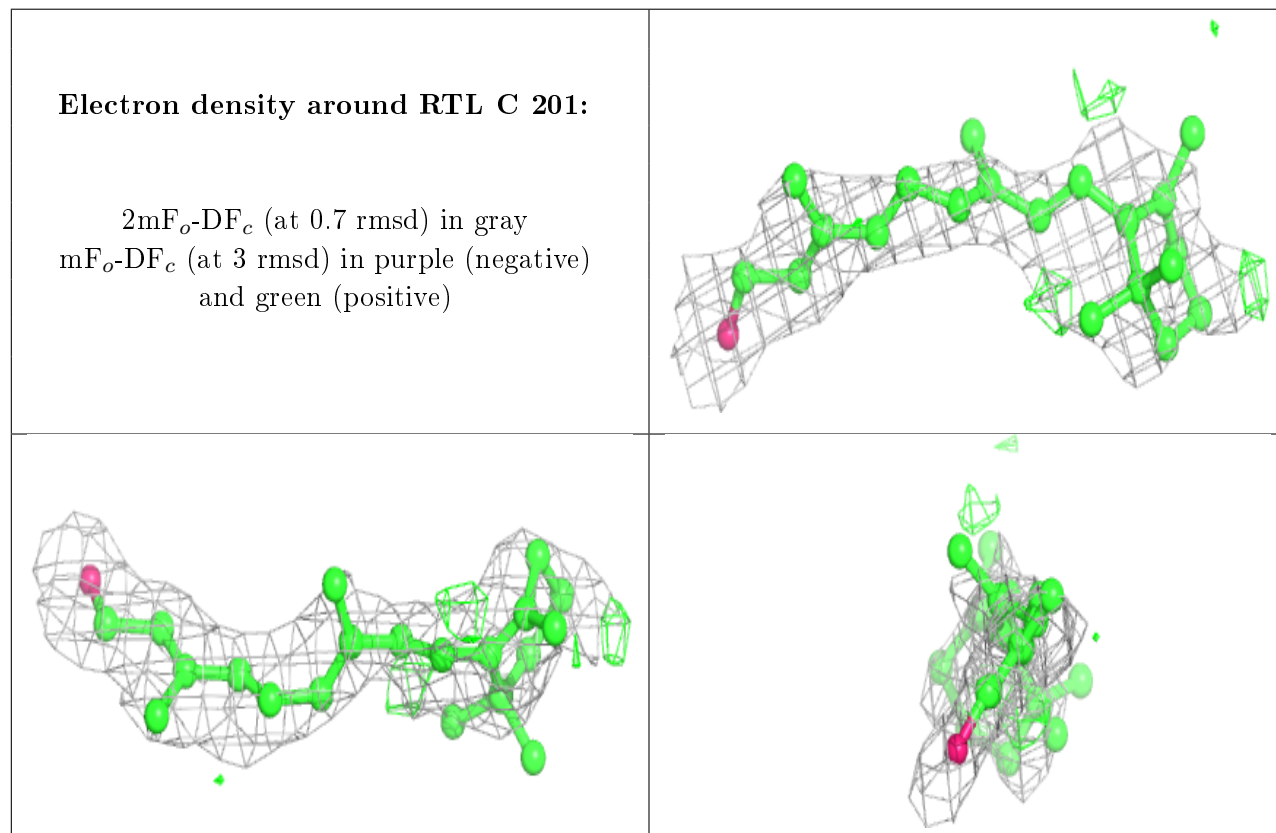 Electron density around RTL C 201:
2mFo-DFc (at 0.7 rmsd) in gray
mFo-DFc (at 3 rmsd) in purple (negative)
and green (positive)